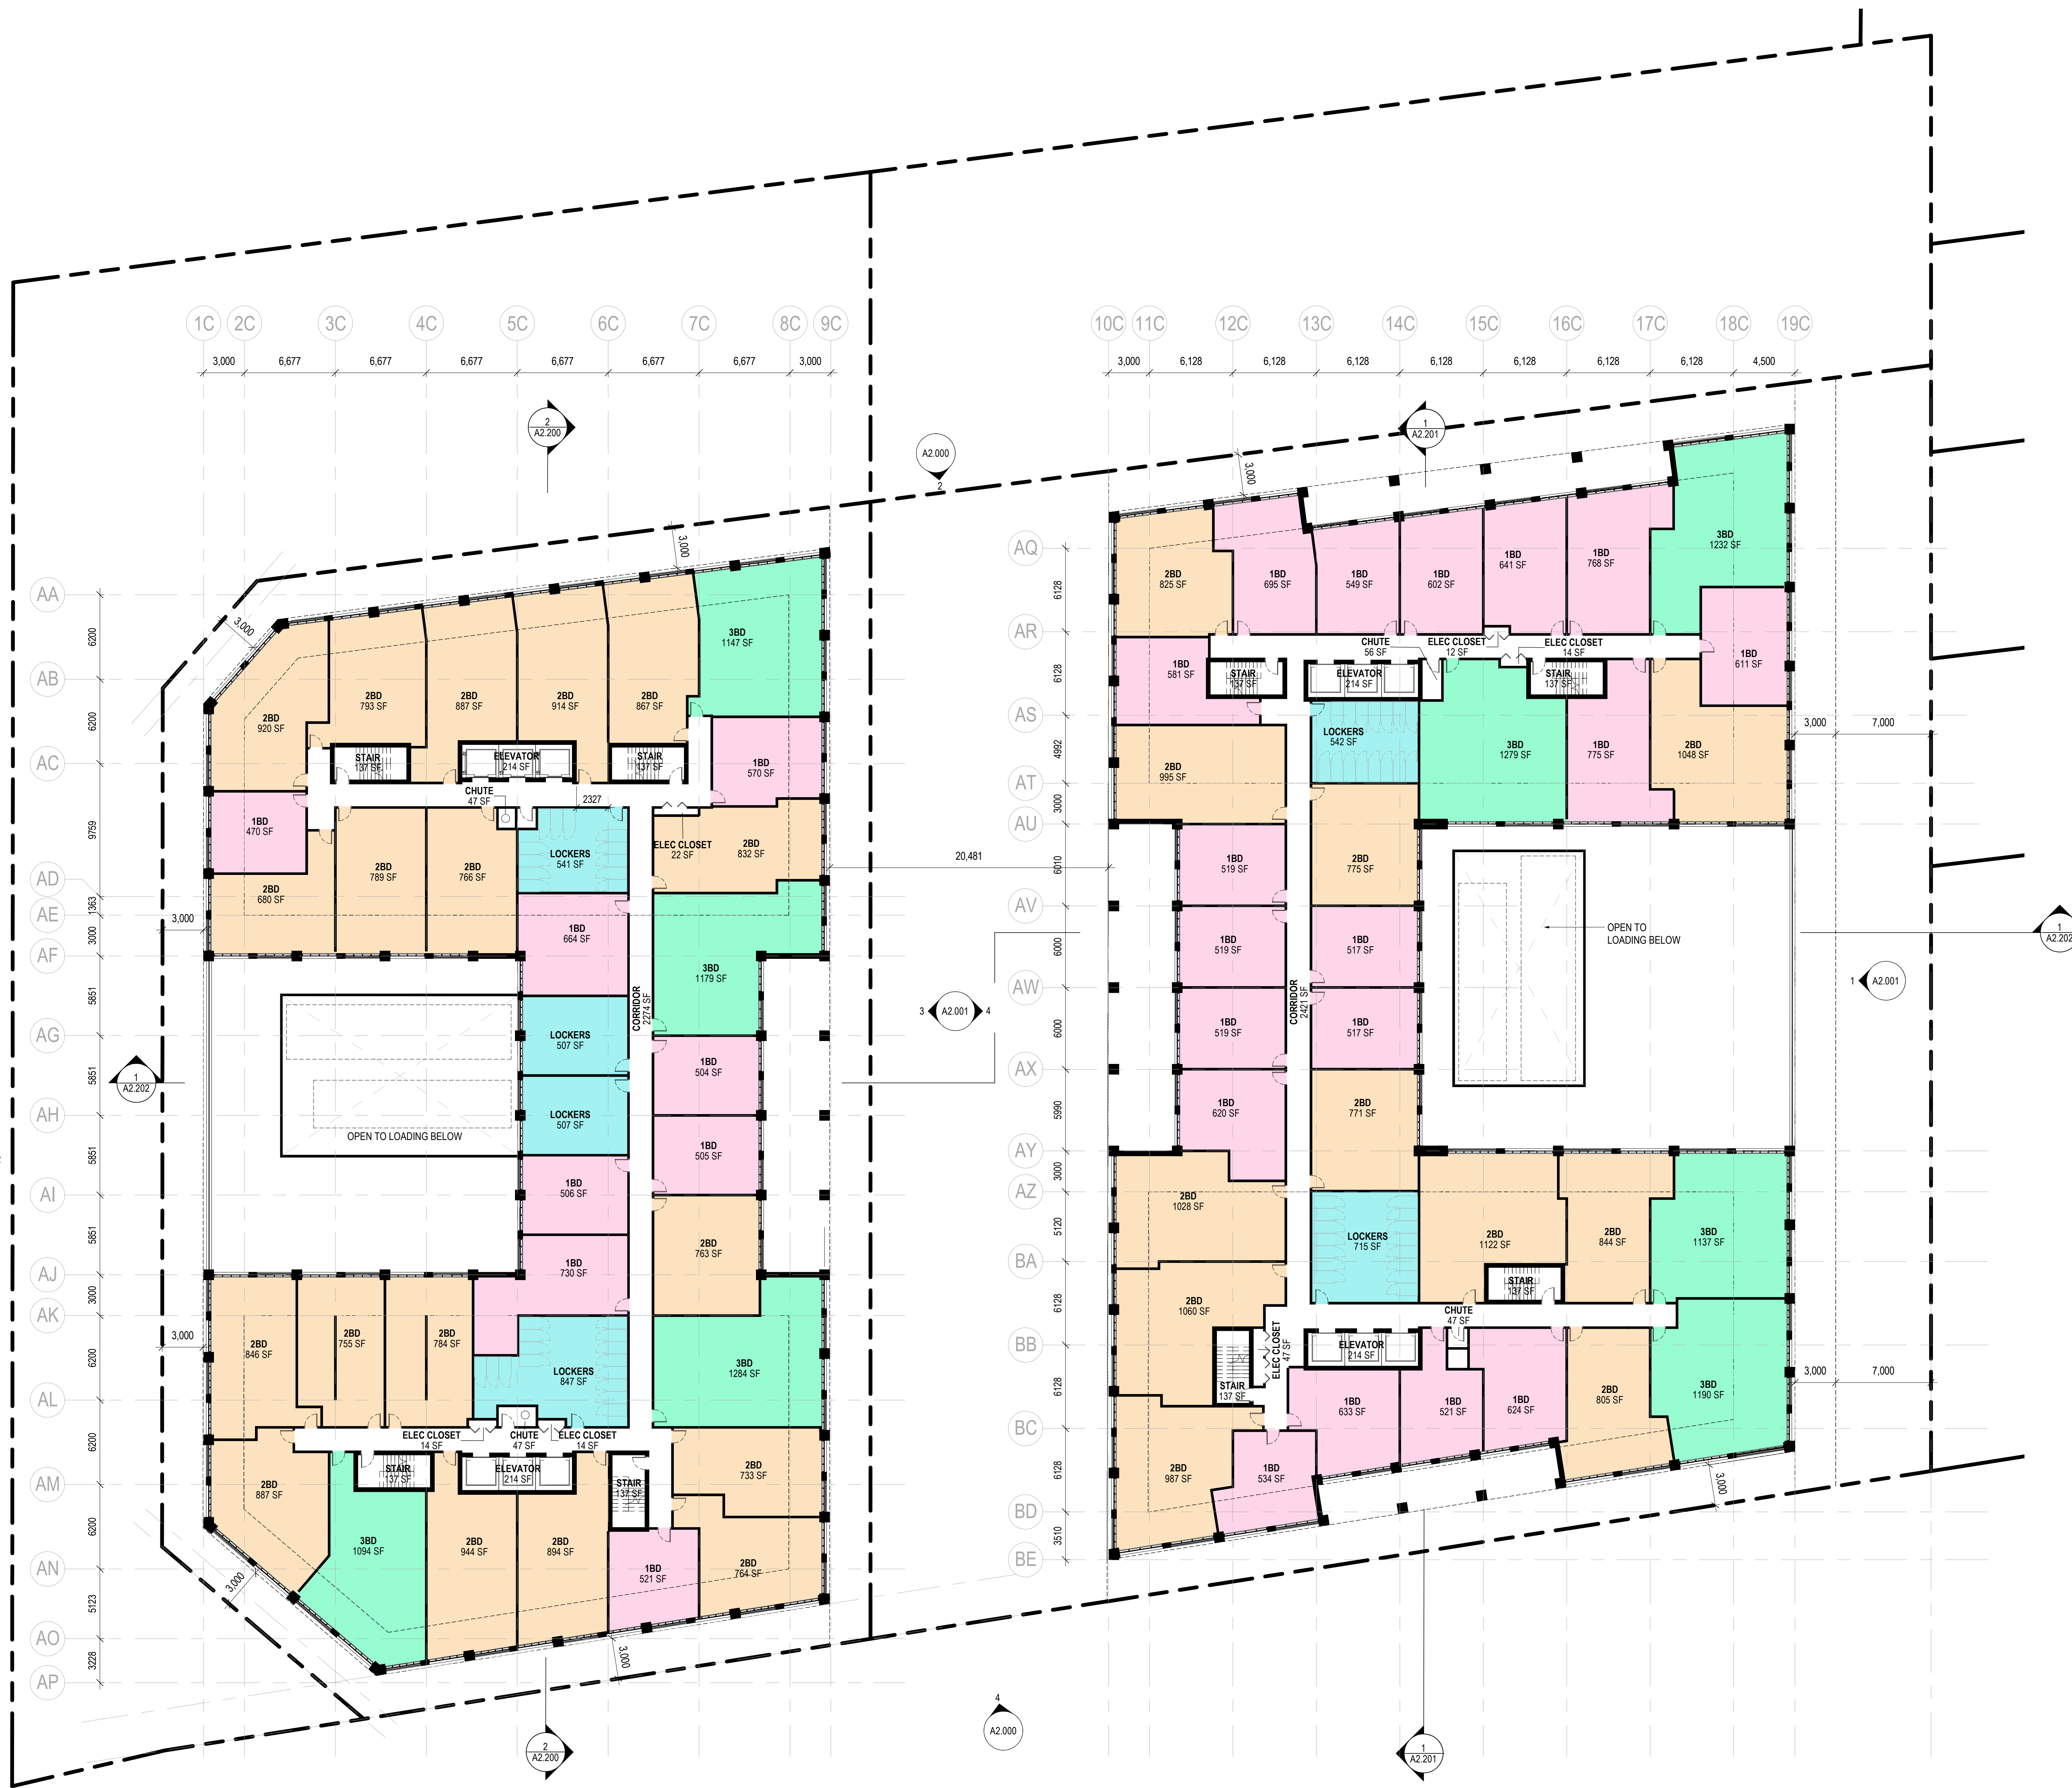 1C 2C 3C 4C 5C 6C 7C 8C 9C
3,000 6,677 6,677 6,677 6,677 6,677 6,677 3,000
10C 11C 12C 13C 14C 15C 16C 17C 18C 19C
3,000 6,128 6,128 6,128 6,128 6,128 6,128 6,128 4,500
2
A2.200
A2.000
2
1
A2.201
AA
6200
AB
6200
AC
9759
AD
1363
AE
3000
AF
5851
AG
5851
AH
5851
AI
5851
AJ
3000
AK
6200
AL
6200
AM
6200
AN
5123
AO
3228
AP
3,000
3,000
3,000
3,000
3,000
3,000
2BD
920 SF
2BD
793 SF
2BD
887 SF
2BD
914 SF
2BD
867 SF
3BD
1147 SF
STAIR
137 SF
ELEVATOR
214 SF
STAIR
137 SF
1BD
570 SF
CHUTE
47 SF
2327
1BD
470 SF
2BD
680 SF
2BD
789 SF
2BD
766 SF
LOCKERS
541 SF
ELEC CLOSET
22 SF
2BD
832 SF
1BD
664 SF
3BD
1179 SF
CORRIDOR
2274 SF
LOCKERS
507 SF
1BD
504 SF
LOCKERS
507 SF
OPEN TO LOADING BELOW
1BD
505 SF
1BD
506 SF
2BD
763 SF
1BD
730 SF
2BD
846 SF
2BD
755 SF
2BD
784 SF
LOCKERS
847 SF
3BD
1284 SF
ELEC CLOSET
14 SF
CHUTE
47 SF
ELEC CLOSET
14 SF
STAIR
137 SF
ELEVATOR
214 SF
STAIR
137 SF
2BD
733 SF
2BD
887 SF
3BD
1094 SF
2BD
944 SF
2BD
894 SF
1BD
521 SF
2BD
764 SF
1
A2.202
2
A2.200
20,481
3 A2.001 4
4
A2.000
AQ
6128
AR
6128
AS
4992
AT
3000
AU
6010
AV
6000
AW
6000
AX
5990
AY
3000
AZ
5120
BA
6128
BB
6128
BC
6128
BD
3510
BE
3,000
2BD
825 SF
1BD
695 SF
1BD
549 SF
1BD
602 SF
1BD
641 SF
1BD
768 SF
3BD
1232 SF
CHUTE
56 SF
ELEC CLOSET
12 SF
ELEC CLOSET
14 SF
1BD
581 SF
STAIR
137 SF
ELEVATOR
214 SF
STAIR
137 SF
1BD
611 SF
LOCKERS
542 SF
2BD
995 SF
3BD
1279 SF
1BD
775 SF
2BD
1048 SF
3,000 7,000
1BD
519 SF
2BD
775 SF
1BD
519 SF
1BD
517 SF
OPEN TO
LOADING BELOW
CORRIDOR
2421 SF
1BD
519 SF
1BD
517 SF
1BD
620 SF
2BD
771 SF
1
A2.202
1 A2.001
2BD
1028 SF
LOCKERS
715 SF
2BD
1122 SF
2BD
844 SF
3BD
1137 SF
STAIR
137 SF
2BD
1060 SF
CHUTE
47 SF
ELEC CLOSET
47 SF
ELEVATOR
214 SF
STAIR
137 SF
1BD
633 SF
1BD
521 SF
1BD
624 SF
2BD
805 SF
3BD
1190 SF
3,000 7,000
2BD
987 SF
1BD
534 SF
3,000
1
A2.201